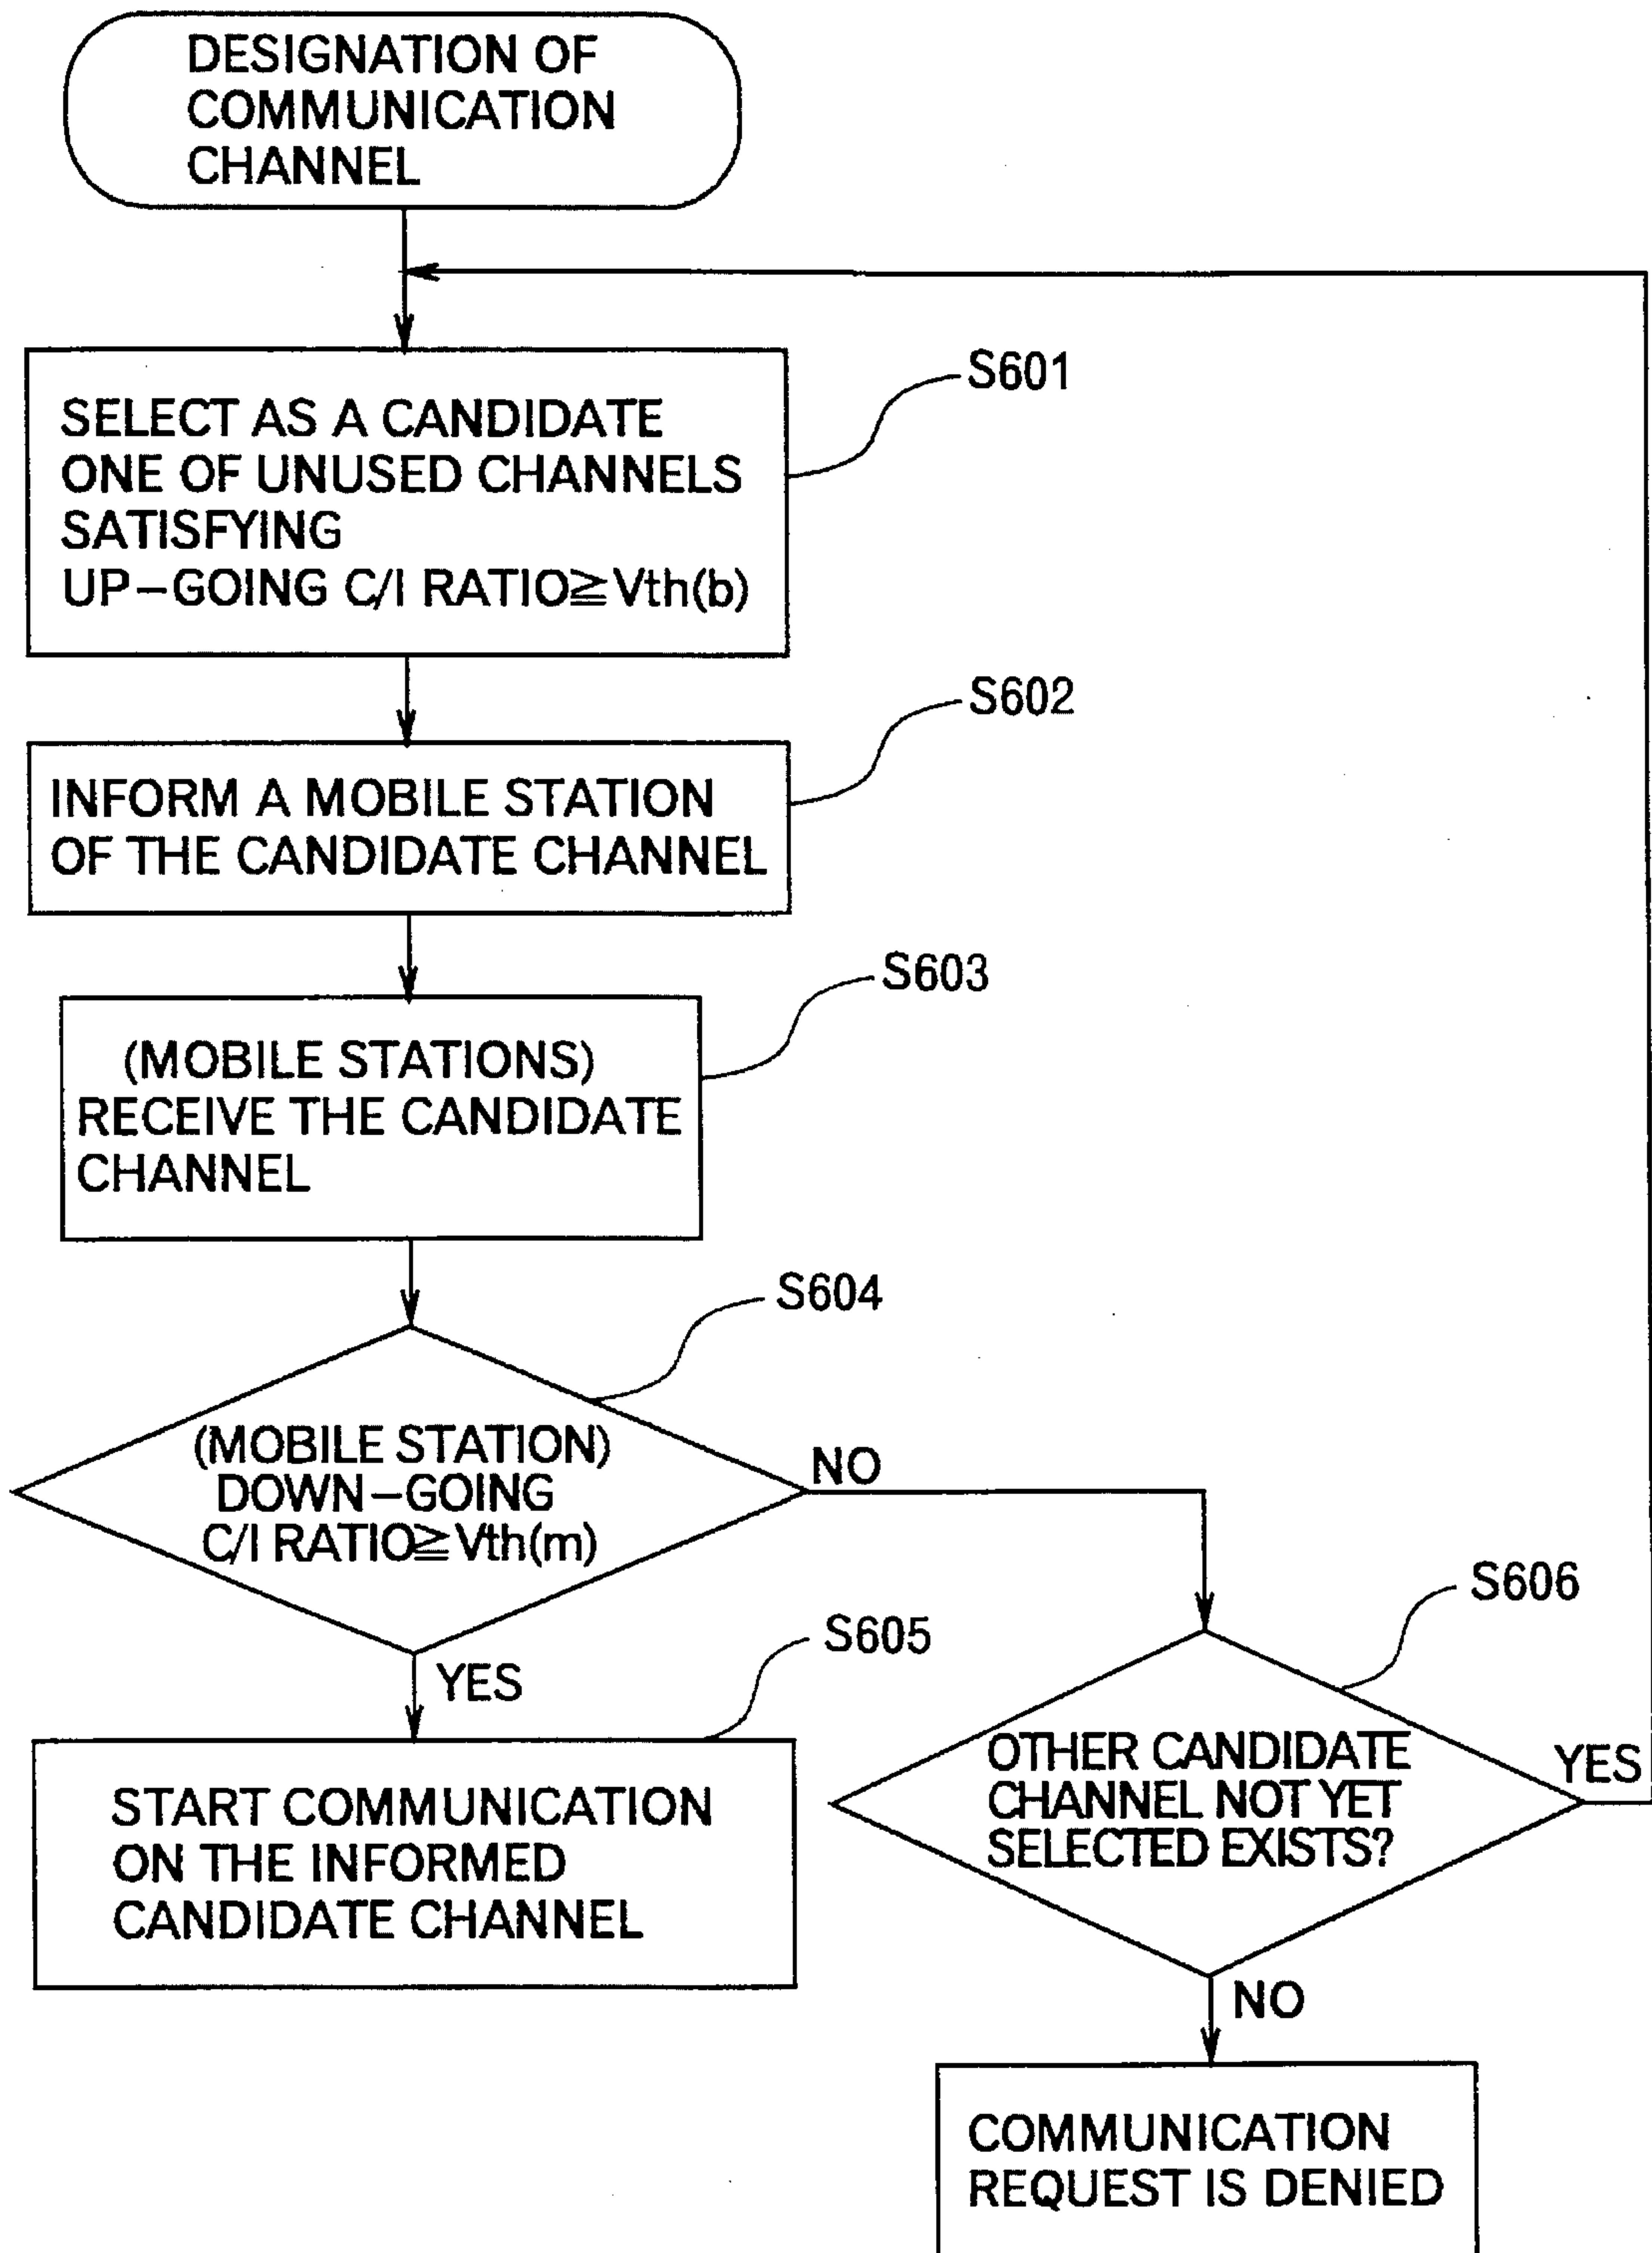 DESIGNATION OF
COMMUNICATION
CHANNEL
S601
SELECT AS A CANDIDATE
ONE OF UNUSED CHANNELS
SATISFYING
UP-GOING C/I RATIO≧Vth(b)
S602
INFORM A MOBILE STATION
OF THE CANDIDATE CHANNEL
S603
(MOBILE STATIONS)
RECEIVE THE CANDIDATE
CHANNEL
S604
(MOBILE STATION)
DOWN-GOING
C/I RATIO≧Vth(m)
NO
YES
S605
START COMMUNICATION
ON THE INFORMED
CANDIDATE CHANNEL
S606
OTHER CANDIDATE
CHANNEL NOT YET
SELECTED EXISTS?
YES
NO
COMMUNICATION
REQUEST IS DENIED